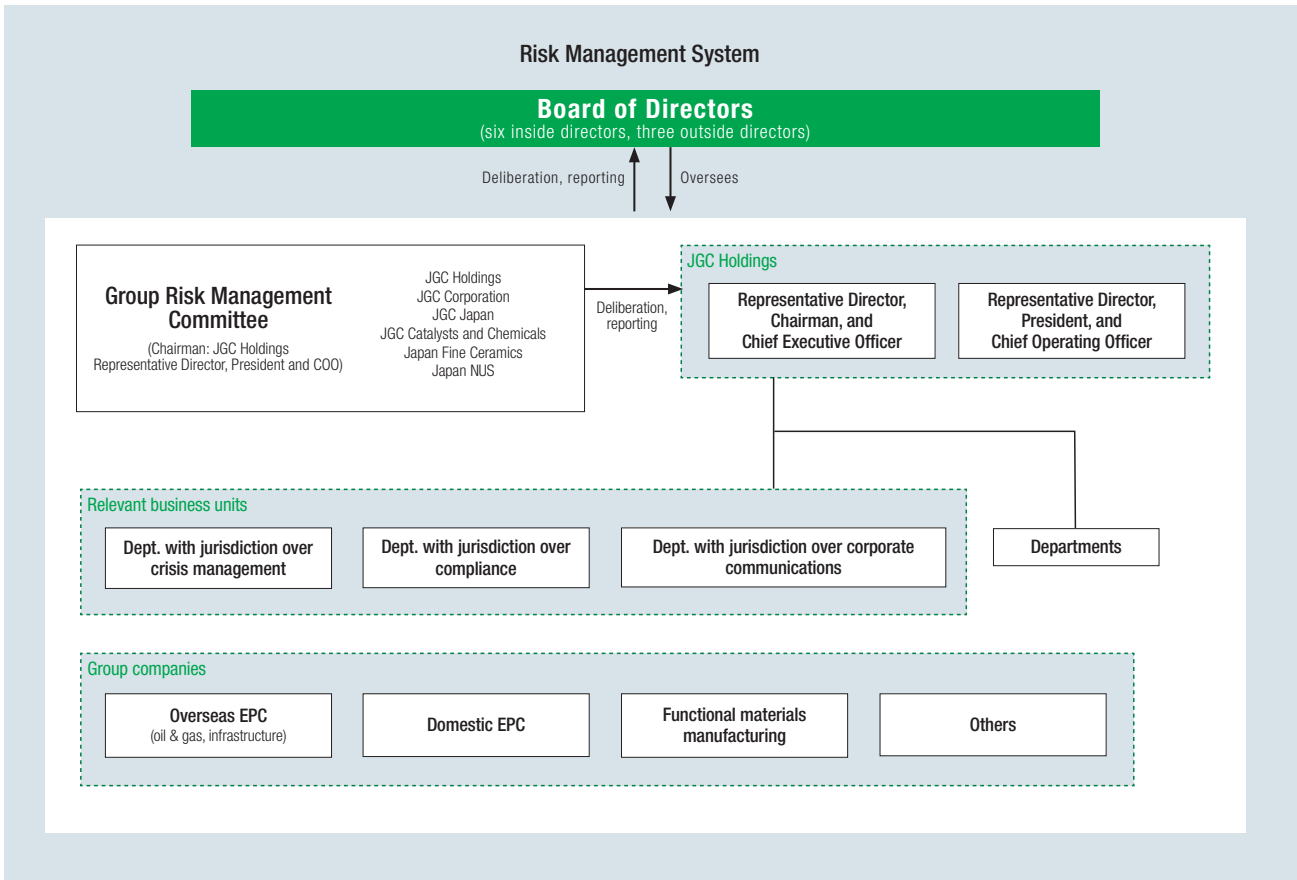 Risk Management System
Board of Directors
(six inside directors, three outside directors)
Deliberation, reporting
Oversees
Group Risk Management
Committee
(Chairman: JGC Holdings
Representative Director, President and COO)
JGC Holdings
JGC Corporation
JGC Japan
JGC Catalysts and Chemicals
Japan Fine Ceramics
Japan NUS
Deliberation,
reporting
JGC Holdings
Representative Director,
Chairman, and
Chief Executive Officer
Representative Director,
President, and
Chief Operating Officer
Relevant business units
Dept. with jurisdiction over
crisis management
Dept. with jurisdiction over
compliance
Dept. with jurisdiction over corporate
communications
Departments
Group companies
Overseas EPC
(oil & gas, infrastructure)
Domestic EPC
Functional materials
manufacturing
Others